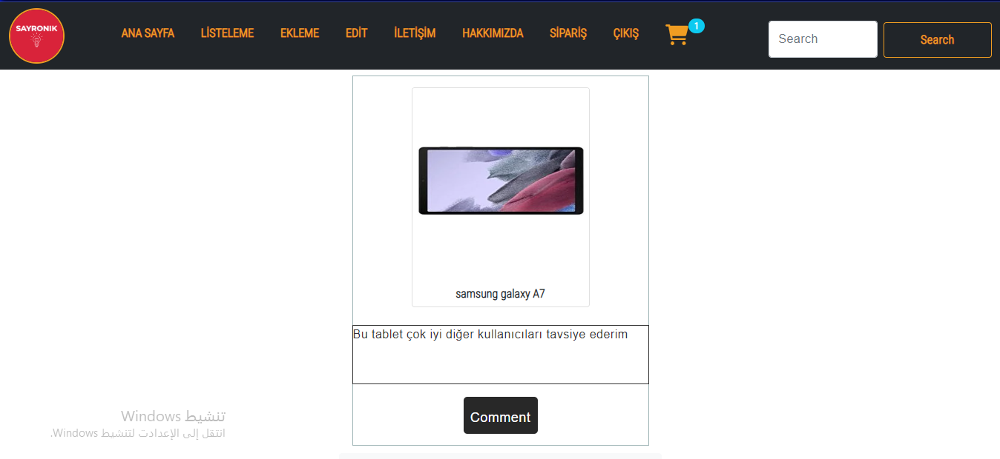 SAYRONIK
ANA SAYFA LİSTELEME EKLEME EDİT İLETİŞİM HAKKIMIZDA SİPARİŞ ÇIKIŞ 1 Search Search
samsung galaxy A7
Bu tablet çok iyi diğer kullanıcıları tavsiye ederim
Comment
تنشيط Windows
انتقل إلى الإعدادت لتنشيط Windows.